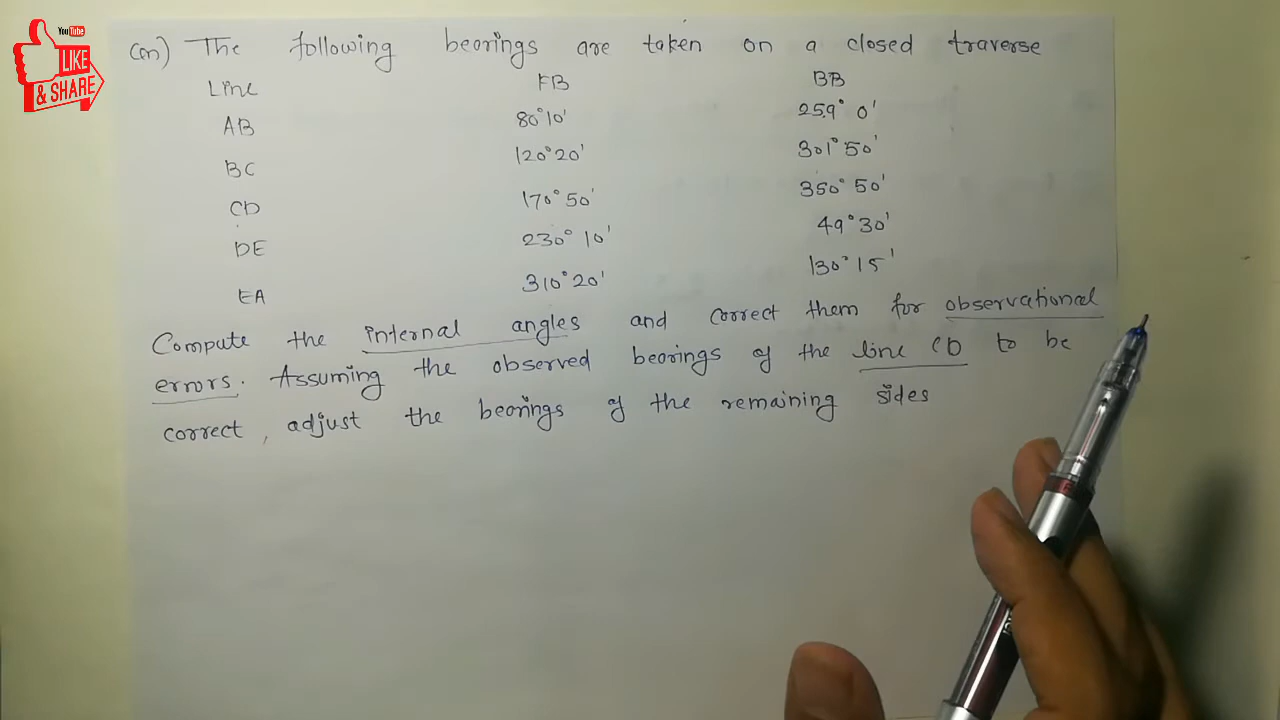 YouTube
LIKE
& SHARE
(m) The following bearings are taken on a closed traverse
Line FB BB
AB 80°10' 259° 0'
BC 120°20' 301°50'
CD 170°50' 350°50'
DE 230°10' 49°30'
EA 310°20' 130°15'
Compute the internal angles and correct them for observational
errors. Assuming the observed bearings of the line CD to be
correct, adjust the bearings of the remaining sides